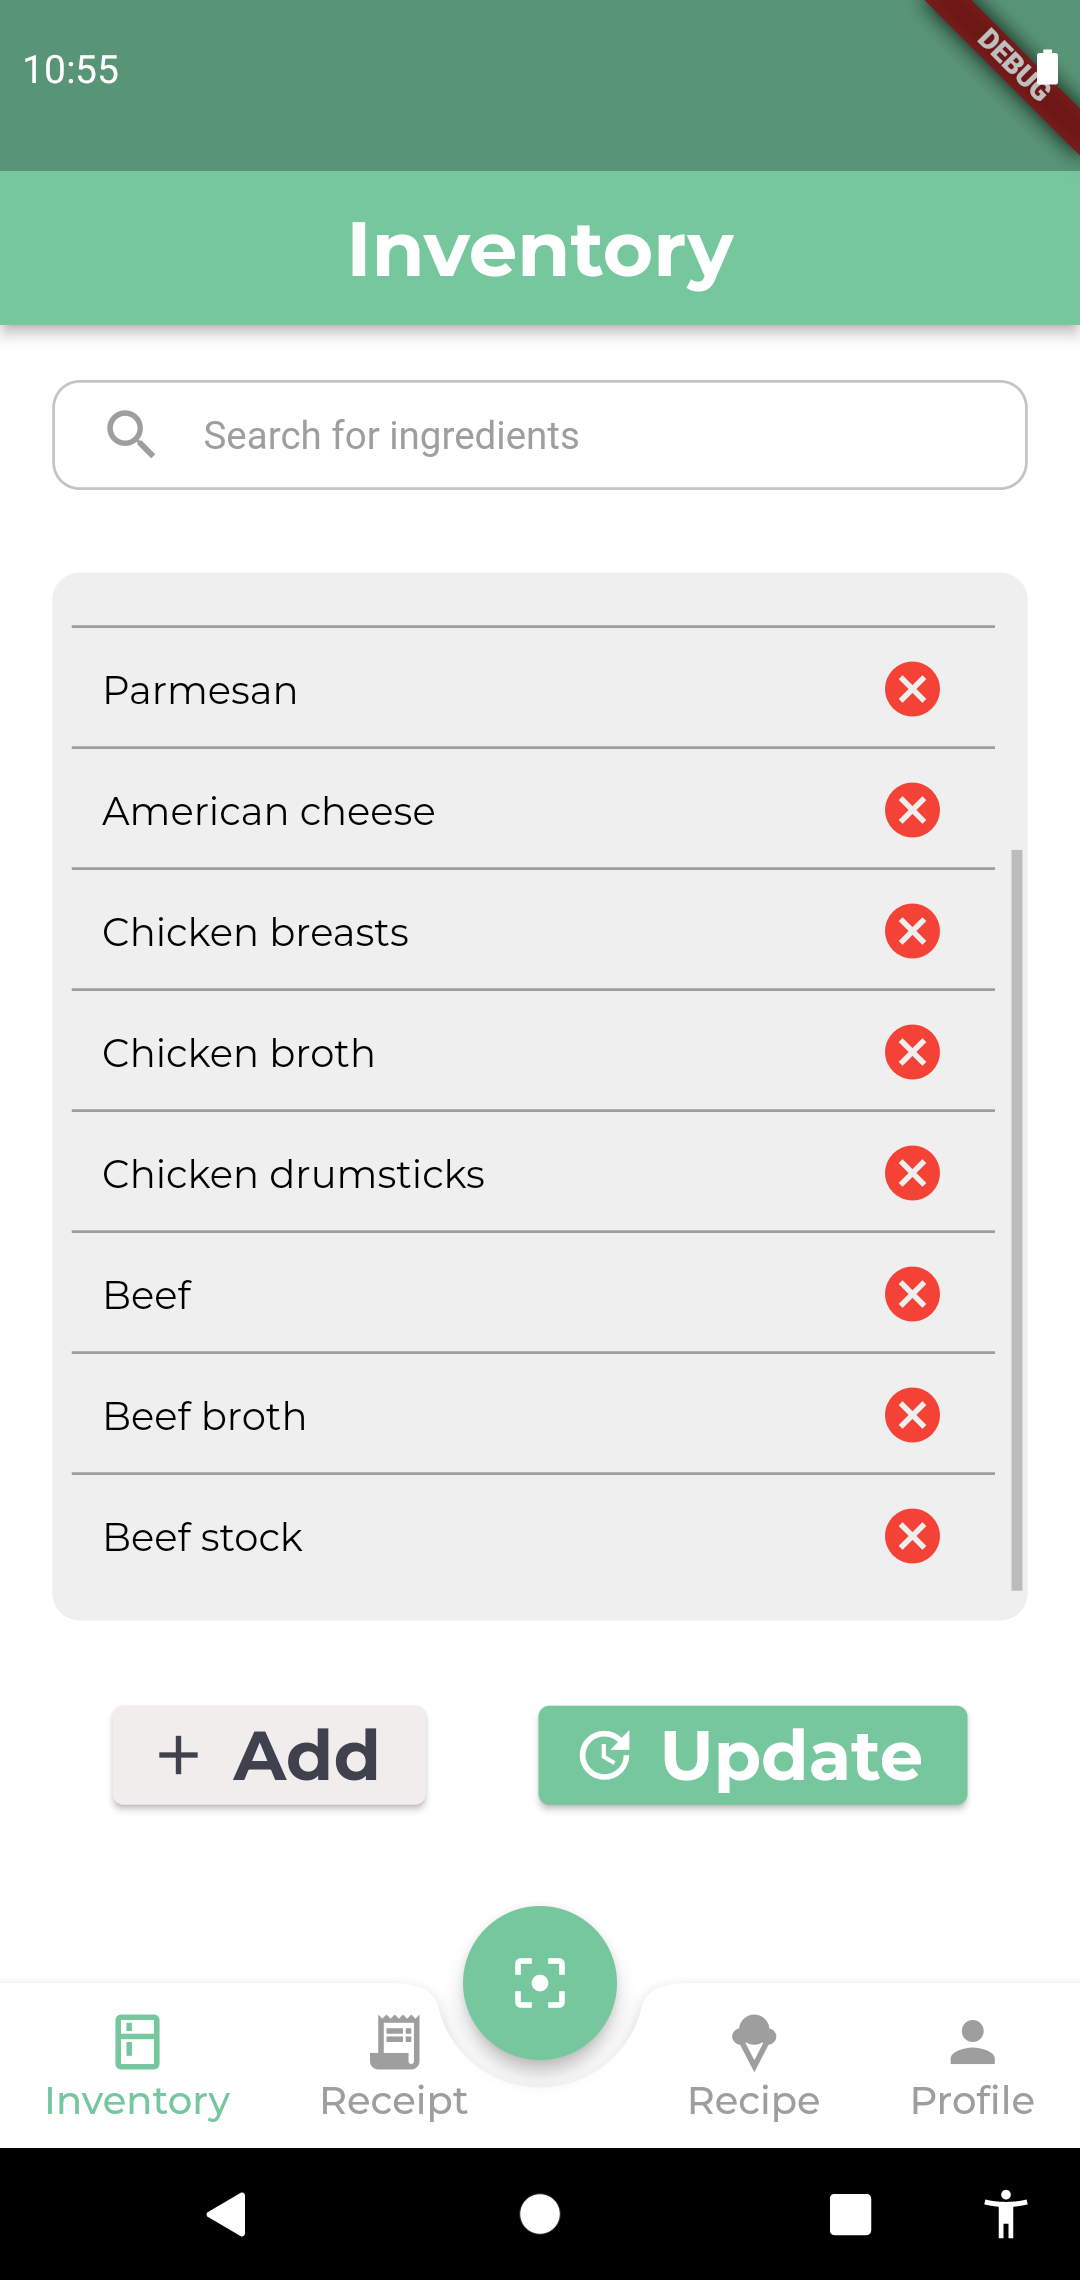 10:55
DEBUG
Inventory
Search for ingredients
Parmesan
American cheese
Chicken breasts
Chicken broth
Chicken drumsticks
Beef
Beef broth
Beef stock
Add
Update
Inventory
Receipt
Recipe
Profile